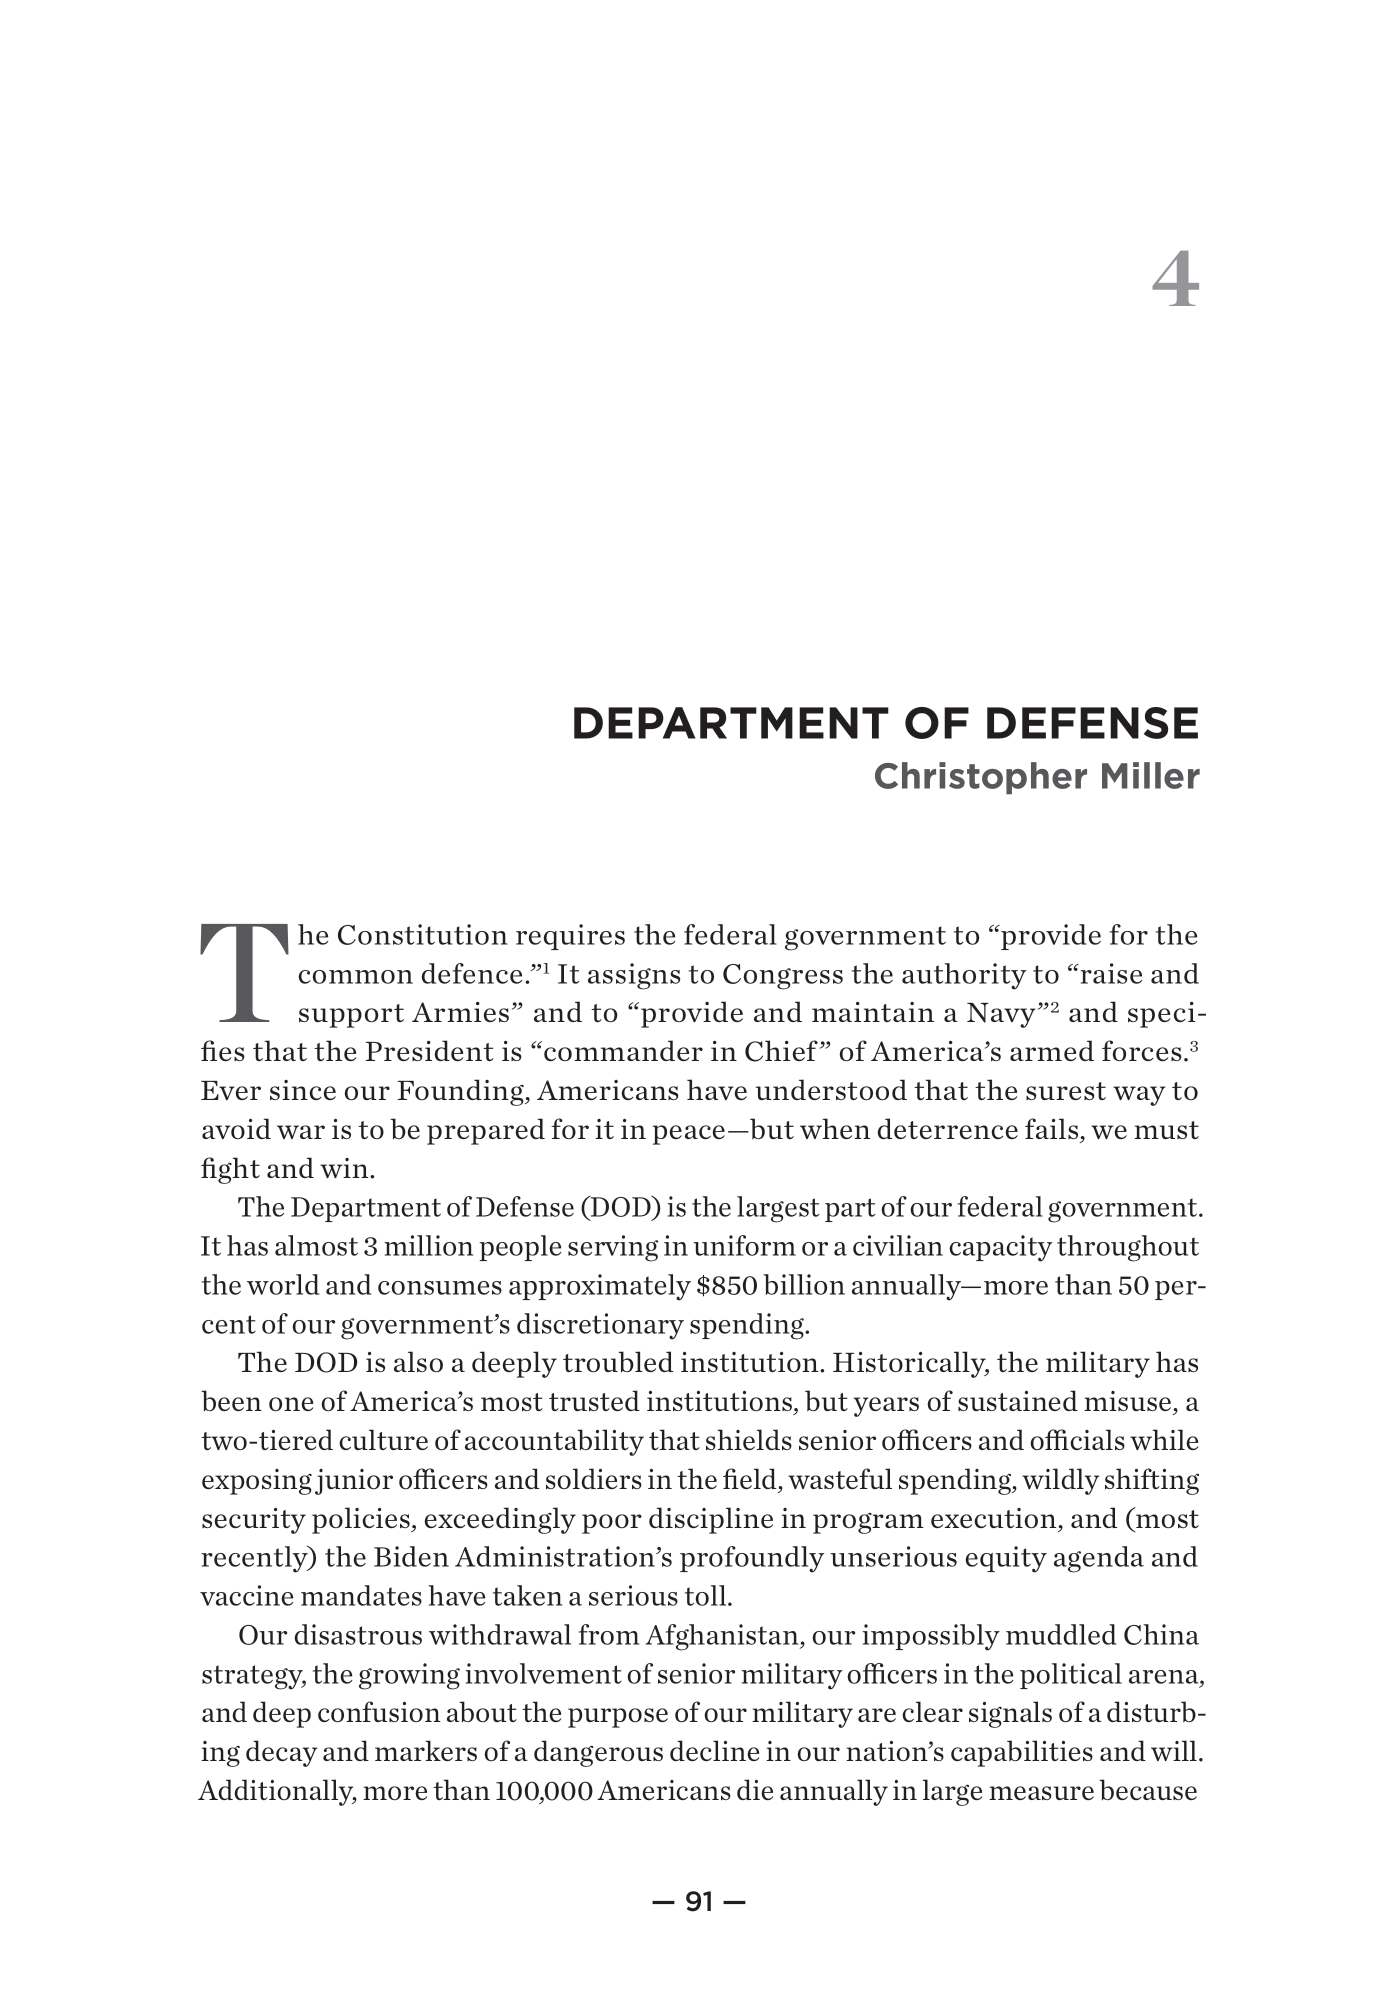 4
DEPARTMENT OF DEFENSE
Christopher Miller
The Constitution requires the federal government to “provide for the
common defence.”¹ It assigns to Congress the authority to “raise and
support Armies” and to “provide and maintain a Navy”² and speci-
fies that the President is “commander in Chief” of America’s armed forces.³
Ever since our Founding, Americans have understood that the surest way to
avoid war is to be prepared for it in peace—but when deterrence fails, we must
fight and win.
The Department of Defense (DOD) is the largest part of our federal government.
It has almost 3 million people serving in uniform or a civilian capacity throughout
the world and consumes approximately $850 billion annually—more than 50 per-
cent of our government’s discretionary spending.
The DOD is also a deeply troubled institution. Historically, the military has
been one of America’s most trusted institutions, but years of sustained misuse, a
two-tiered culture of accountability that shields senior officers and officials while
exposing junior officers and soldiers in the field, wasteful spending, wildly shifting
security policies, exceedingly poor discipline in program execution, and (most
recently) the Biden Administration’s profoundly unserious equity agenda and
vaccine mandates have taken a serious toll.
Our disastrous withdrawal from Afghanistan, our impossibly muddled China
strategy, the growing involvement of senior military officers in the political arena,
and deep confusion about the purpose of our military are clear signals of a disturb-
ing decay and markers of a dangerous decline in our nation’s capabilities and will.
Additionally, more than 100,000 Americans die annually in large measure because
— 91 —